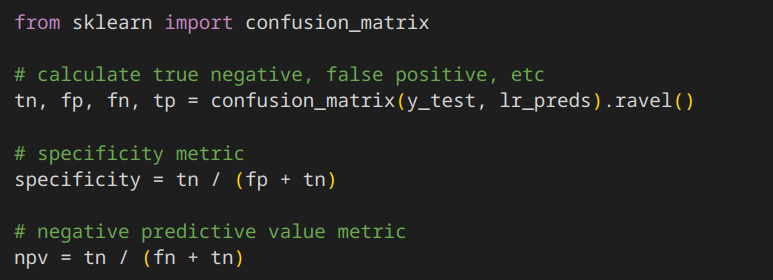 from sklearn import confusion_matrix
# calculate true negative, false positive, etc
tn, fp, fn, tp = confusion_matrix(y_test, lr_preds).ravel()
# specificity metric
specificity = tn / (fp + tn)
# negative predictive value metric
npv = tn / (fn + tn)